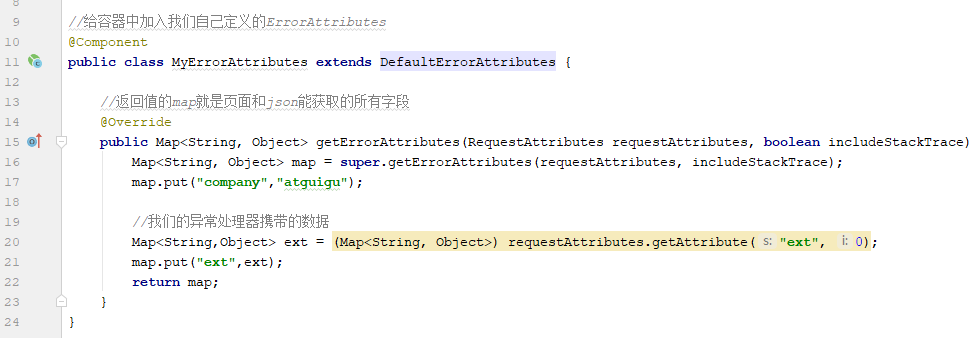 8
9 //给容器中加入我们自己定义的ErrorAttributes
10 @Component
11 public class MyErrorAttributes extends DefaultErrorAttributes {
12
13 //返回值的map就是页面和json能获取的所有字段
14 @Override
15 public Map<String, Object> getErrorAttributes(RequestAttributes requestAttributes, boolean includeStackTrace)
16 Map<String, Object> map = super.getErrorAttributes(requestAttributes, includeStackTrace);
17 map.put("company","atguigu");
18
19 //我们的异常处理器携带的数据
20 Map<String,Object> ext = (Map<String, Object>) requestAttributes.getAttribute( s: "ext", i: 0);
21 map.put("ext",ext);
22 return map;
23 }
24 }